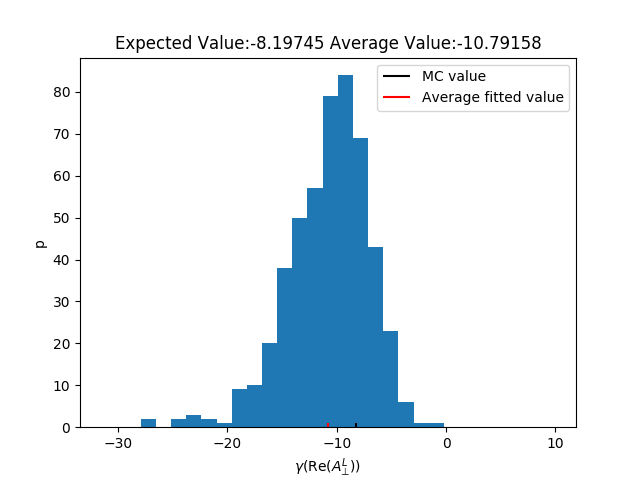 Expected Value:-8.19745 Average Value:-10.79158
MC value
Average fitted value
80
70
60
50
40
30
20
10
0
p
−30 −20 −10 0 10
γ(Re(A⊥^L))